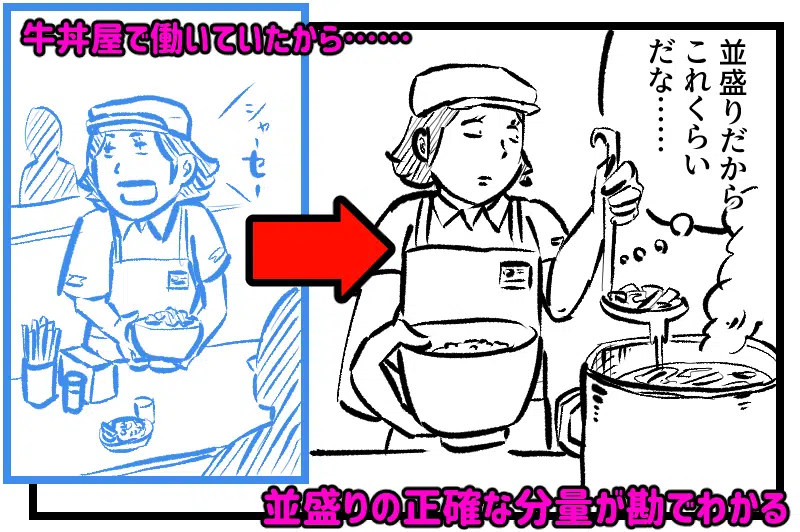 牛丼屋で働いていたから……
シャーセー
並盛りだから
これくらい
だな……
並盛りの正確な分量が勘でわかる